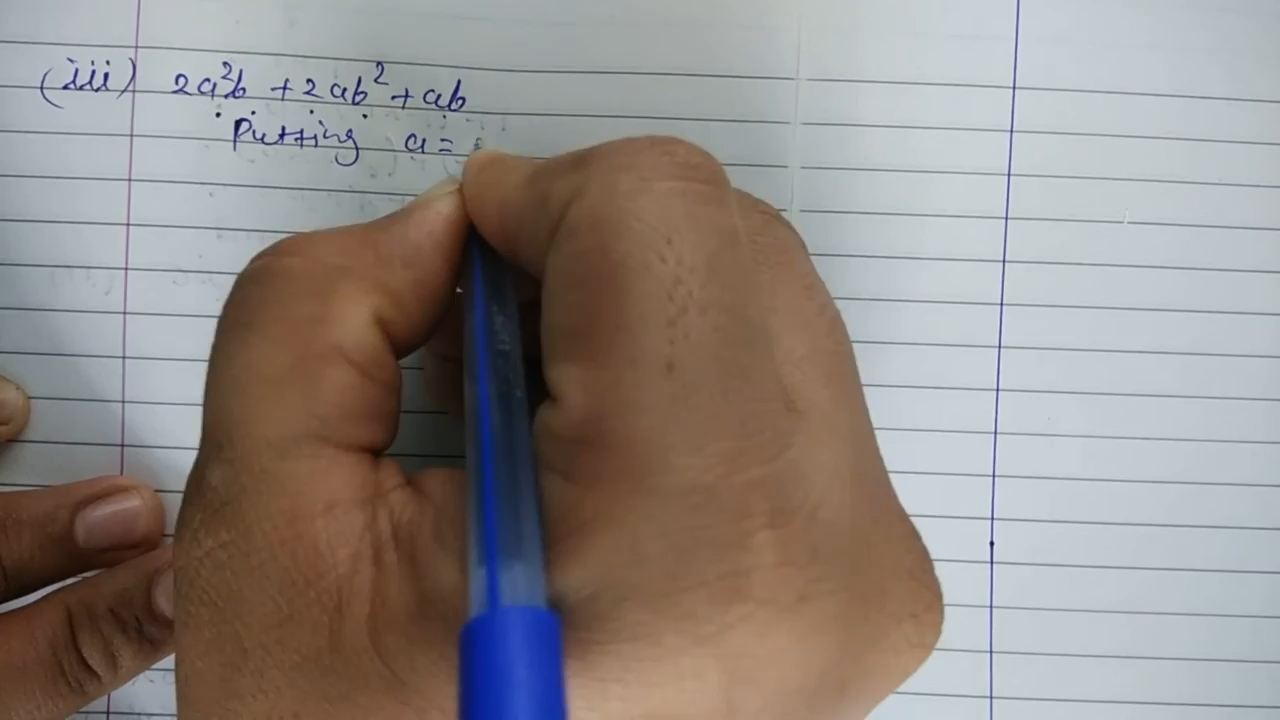 (iii) 2a²b + 2ab² + ab
Putting a =